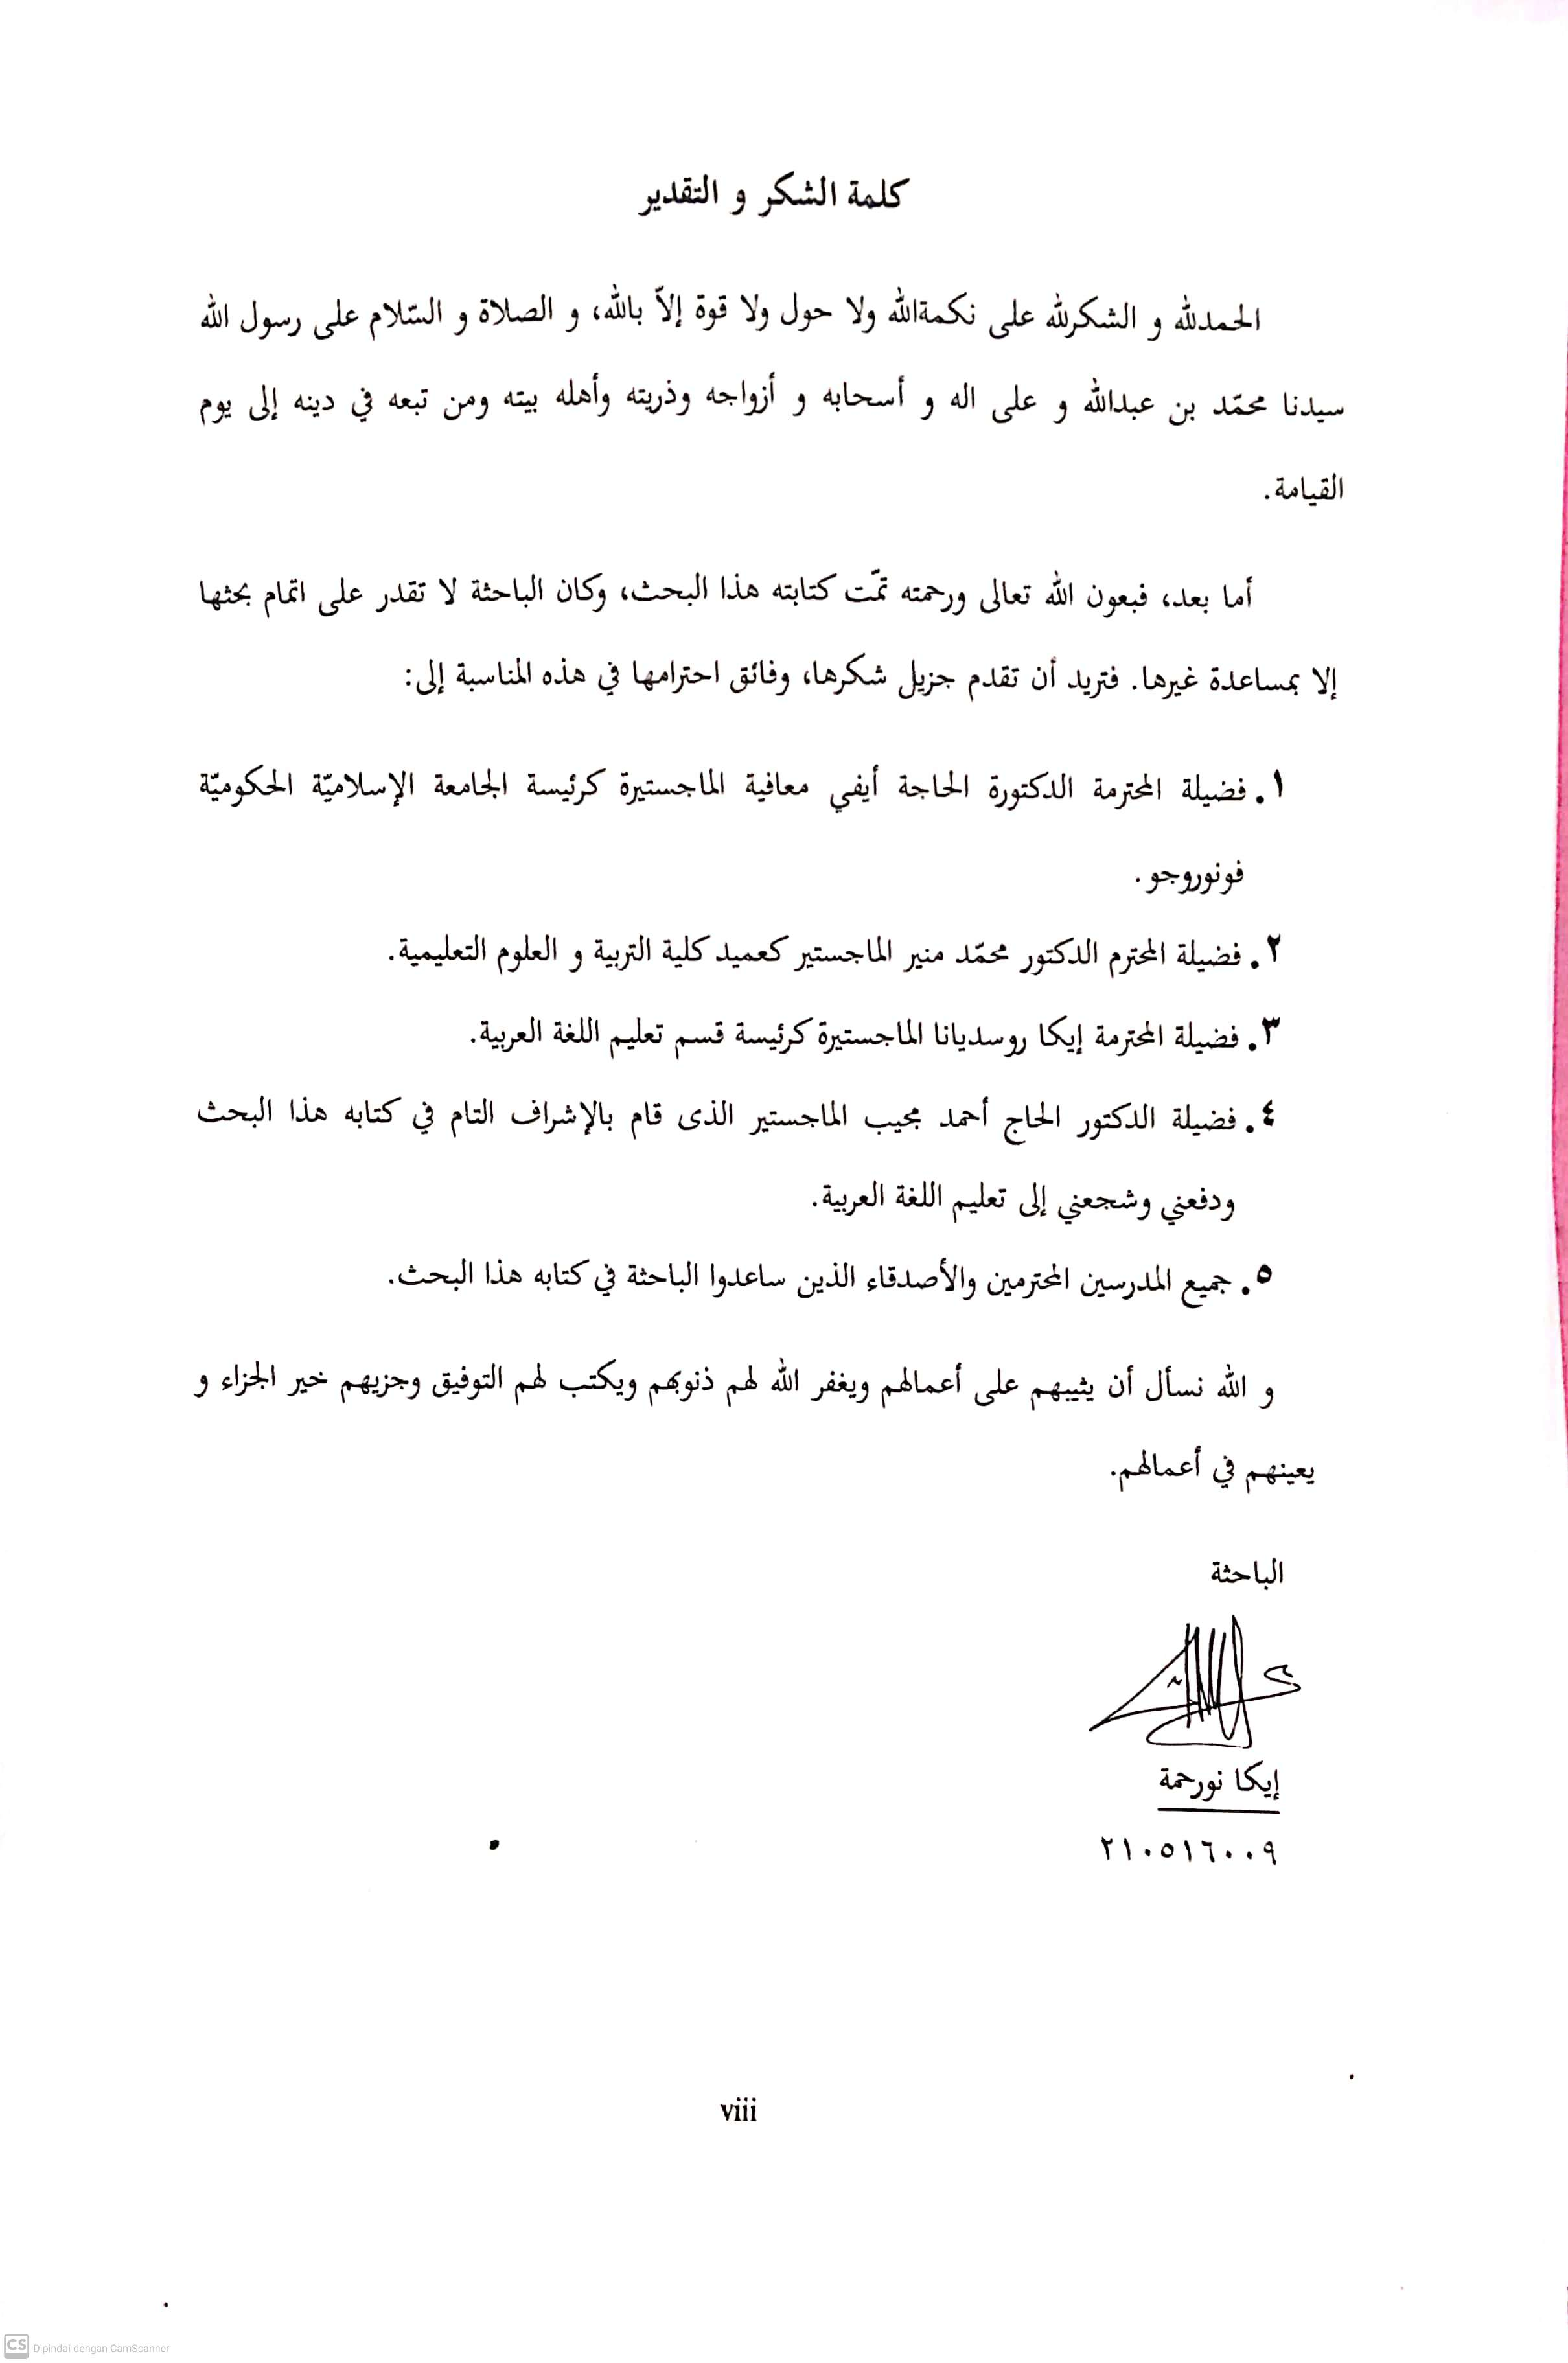 كلمة الشكر و التقدير
الحمدلله و الشكرلله على نكمةالله ولا حول ولا قوة إلاّ بالله، و الصلاة و السّلام على رسول الله
سيدنا محمّد بن عبدالله و على اله و أسحابه و أزواجه وذريته وأهله بيته ومن تبعه في دينه إلى يوم
القيامة.
أما بعد، فبعون الله تعالى ورحمته تمّت كتابته هذا البحث، وكان الباحثة لا تقدر على اتمام بحثها
إلا بمساعدة غيرها. فتريد أن تقدم جزيل شكرها، وفائق احترامها في هذه المناسبة إلى:
١. فضيلة المحترمة الدكتورة الحاجة أيفي معافية الماجستيرة كرئيسة الجامعة الإسلاميّة الحكوميّة
فونوروجو.
٢. فضيلة المحترم الدكتور محمّد منير الماجستير كعميد كلية التربية و العلوم التعليمية.
٣. فضيلة المحترمة إيكا روسديانا الماجستيرة كرئيسة قسم تعليم اللغة العربية.
٤. فضيلة الدكتور الحاج أحمد مجيب الماجستير الذى قام بالإشراف التام في كتابه هذا البحث
ودفعني وشجعني إلى تعليم اللغة العربية.
٥. جميع المدرسين المحترمين والأصدقاء الذين ساعدوا الباحثة في كتابه هذا البحث.
و الله نسأل أن يثيبهم على أعمالهم ويغفر الله لهم ذنوبهم ويكتب لهم التوفيق وجزيهم خير الجزاء و
يعينهم في أعمالهم.
الباحثة
إيكا نورحمة
٢١٠٥١٦٠٠٩
viii
CS Dipindai dengan CamScanner